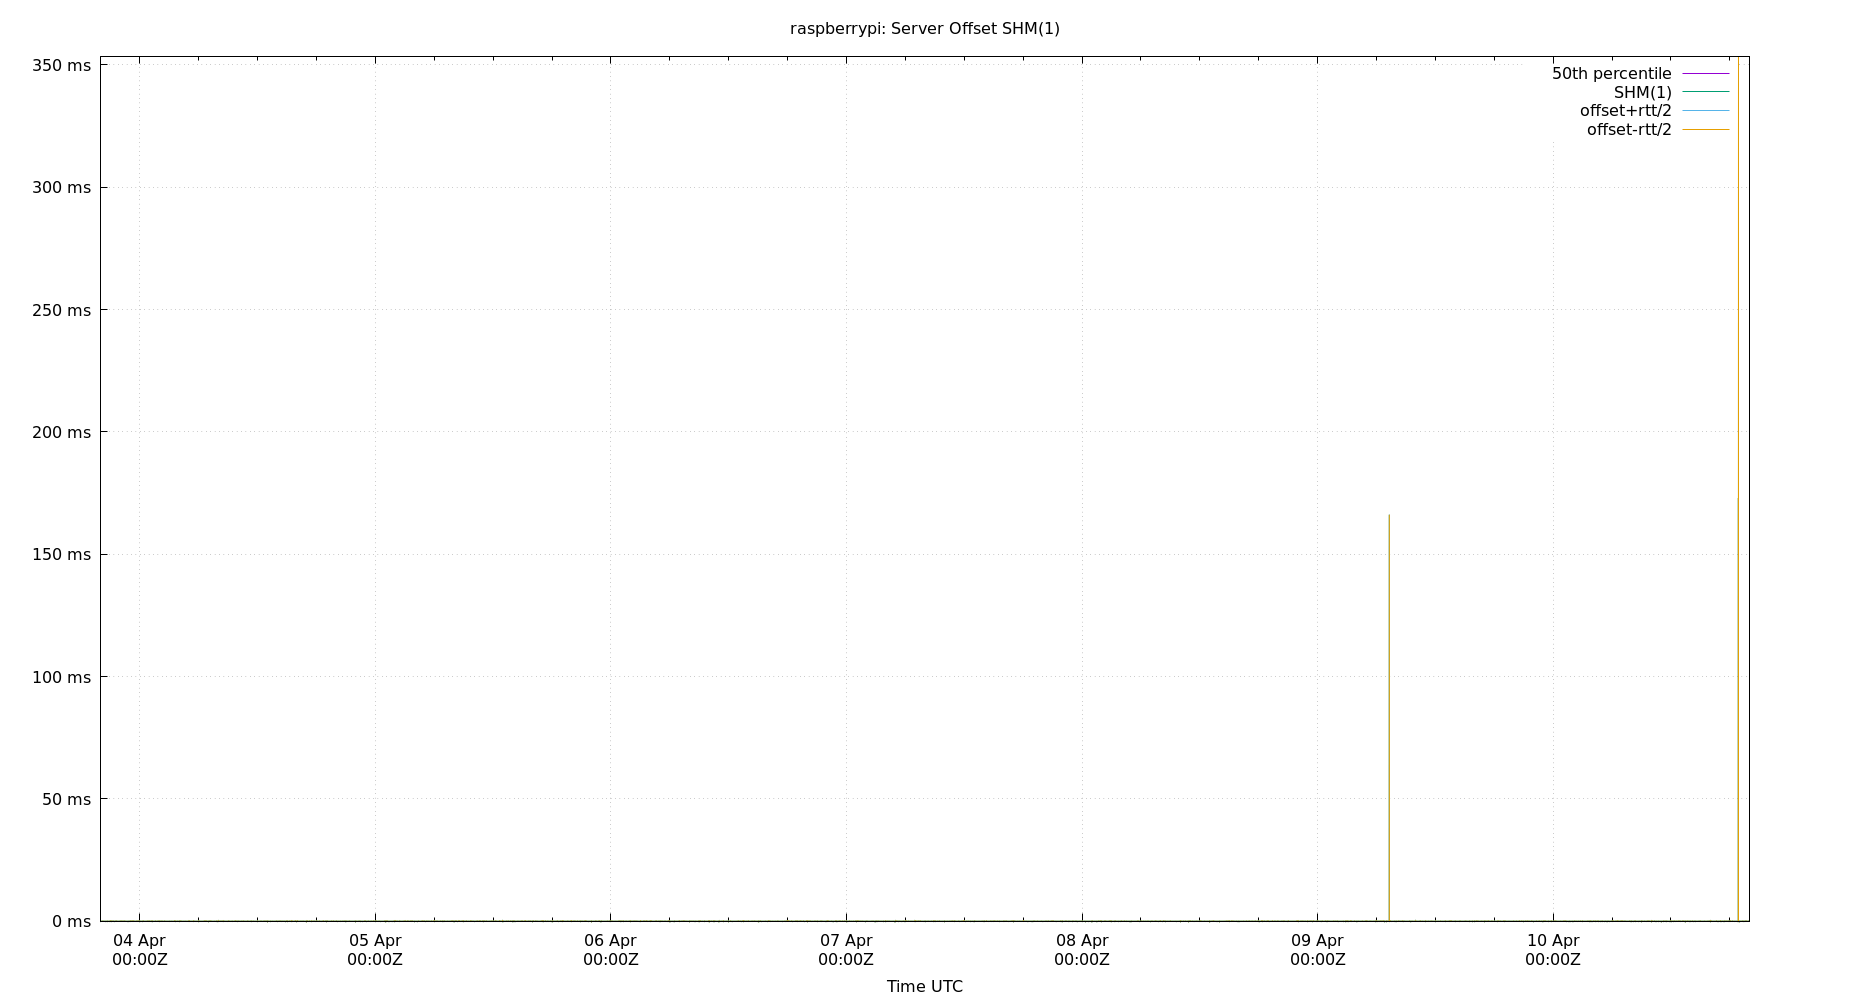 raspberrypi: Server Offset SHM(1)
350 ms
300 ms
250 ms
200 ms
150 ms
100 ms
50 ms
0 ms
50th percentile
SHM(1)
offset+rtt/2
offset-rtt/2
04 Apr 05 Apr 06 Apr 07 Apr 08 Apr 09 Apr 10 Apr
00:00Z 00:00Z 00:00Z 00:00Z 00:00Z 00:00Z 00:00Z
Time UTC